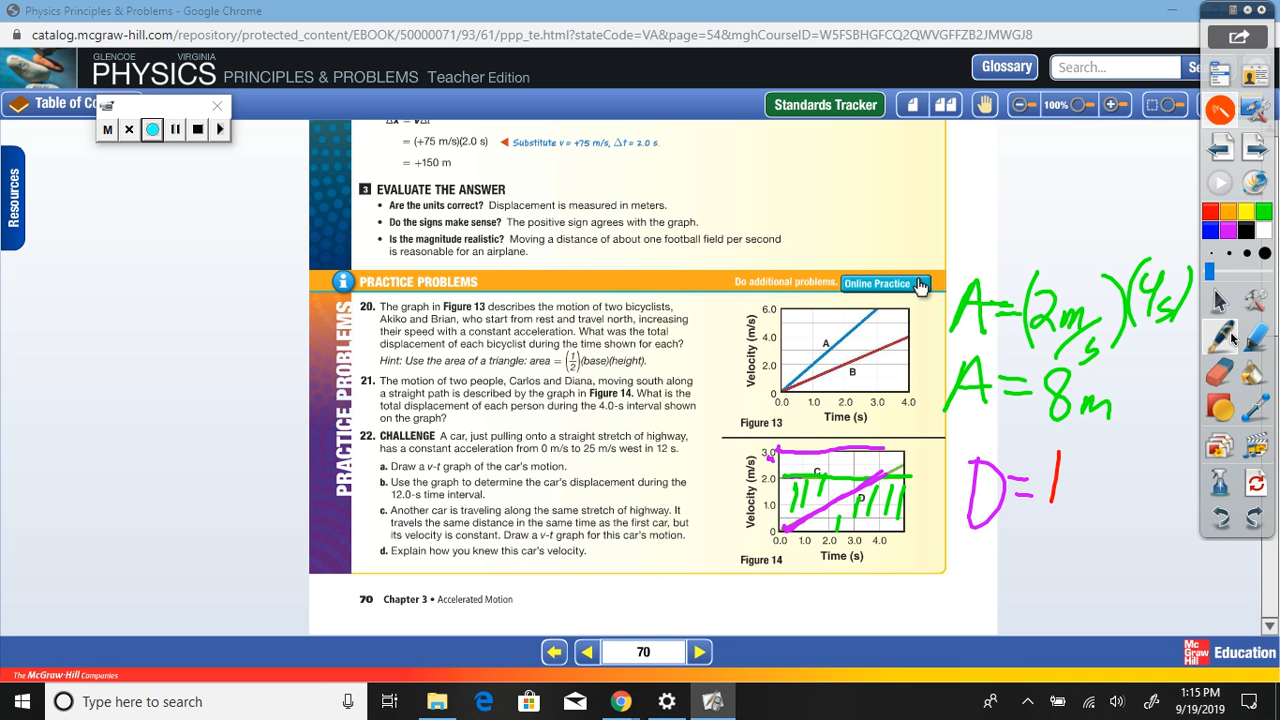 Physics Principles & Problems - Google Chrome
catalog.mcgraw-hill.com/repository/protected_content/EBOOK/50000071/93/61/pp_te.html?stateCode=VA&page=54&mghCourseID=W5FSBHGFCQ2QWVGFFZB2JMWGJ8
GLENCOE VIRGINIA
PHYSICS PRINCIPLES & PROBLEMS Teacher Edition
Glossary
Search...
Table of Co
M
Standards Tracker
100%
Resources
Δx = vΔt
= (+75 m/s)(2.0 s) Substitute v = +75 m/s, Δt = 2.0 s.
= +150 m
3 EVALUATE THE ANSWER
• Are the units correct? Displacement is measured in meters.
• Do the signs make sense? The positive sign agrees with the graph.
• Is the magnitude realistic? Moving a distance of about one football field per second
is reasonable for an airplane.
PRACTICE PROBLEMS
Do additional problems. Online Practice
PRACTICE PROBLEMS
20. The graph in Figure 13 describes the motion of two bicyclists,
Akiko and Brian, who start from rest and travel north, increasing
their speed with a constant acceleration. What was the total
displacement of each bicyclist during the time shown for each?
Hint: Use the area of a triangle: area = (1/2)(base)(height).
21. The motion of two people, Carlos and Diana, moving south along
a straight path is described by the graph in Figure 14. What is the
total displacement of each person during the 4.0-s interval shown
on the graph?
22. CHALLENGE A car, just pulling onto a straight stretch of highway,
has a constant acceleration from 0 m/s to 25 m/s west in 12 s.
a. Draw a v-t graph of the car's motion.
b. Use the graph to determine the car's displacement during the
12.0-s time interval.
c. Another car is traveling along the same stretch of highway. It
travels the same distance in the same time as the first car, but
its velocity is constant. Draw a v-t graph for this car's motion.
d. Explain how you knew this car's velocity.
Velocity (m/s)
6.0
4.0
2.0
0
A
B
0.0 1.0 2.0 3.0 4.0
Time (s)
Figure 13
Velocity (m/s)
3.0
2.0
1.0
0
C
D
0.0 1.0 2.0 3.0 4.0
Time (s)
Figure 14
A = (2m/s)(4s)
A = 8m
D = 1
70 Chapter 3 • Accelerated Motion
70
Mc Graw Hill Education
The McGraw-Hill Companies
Type here to search
1:15 PM
9/19/2019